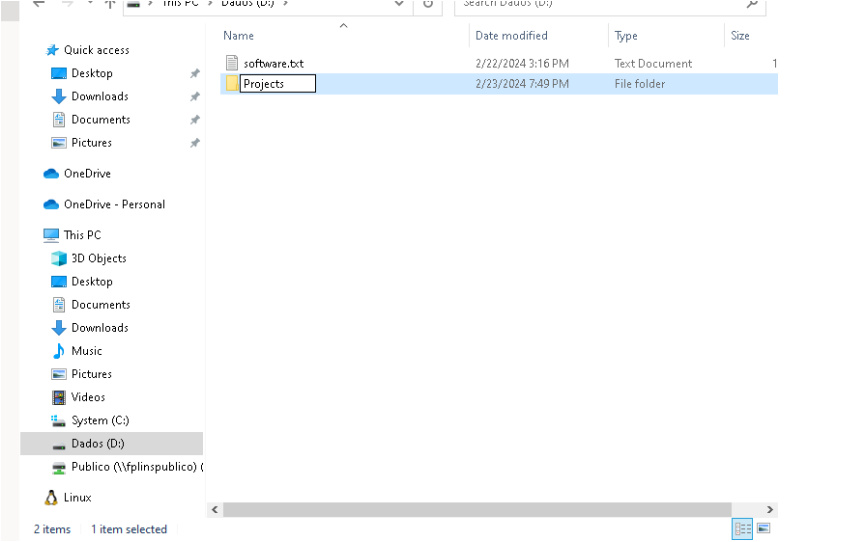 This PC > Dados (D:) >
Search Dados (D:)
Name Date modified Type Size
Quick access
Desktop
Downloads
Documents
Pictures
OneDrive
OneDrive - Personal
This PC
3D Objects
Desktop
Documents
Downloads
Music
Pictures
Videos
System (C:)
Dados (D:)
Publico (\\fplinspublico) (
Linux
software.txt 2/22/2024 3:16 PM Text Document 1
Projects 2/23/2024 7:49 PM File folder
2 items 1 item selected